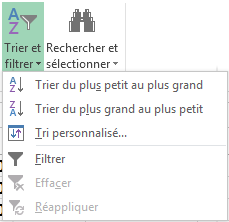 Trier et
filtrer
Rechercher et
sélectionner
Trier du plus petit au plus grand
Trier du plus grand au plus petit
Tri personnalisé...
Filtrer
Effacer
Réappliquer